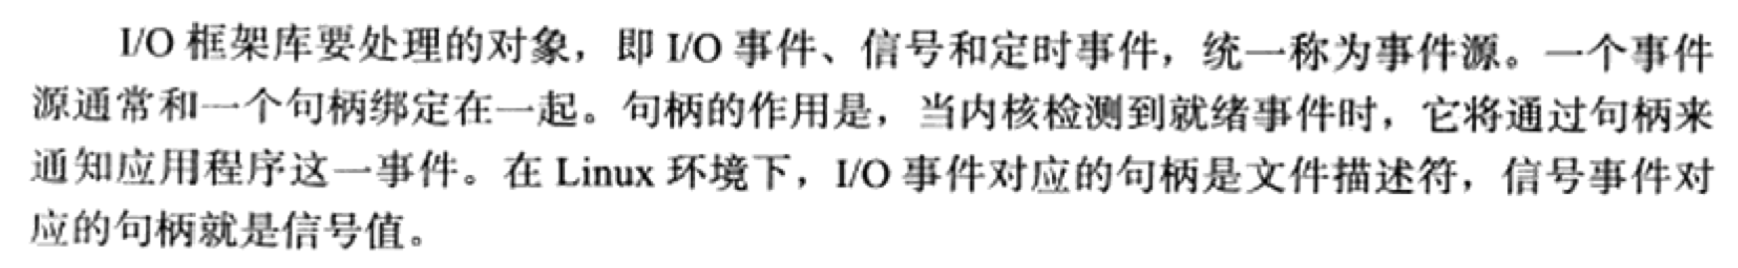 I/O 框架库要处理的对象，即 I/O 事件、信号和定时事件，统一称为事件源。一个事件
源通常和一个句柄绑定在一起。句柄的作用是，当内核检测到就绪事件时，它将通过句柄来
通知应用程序这一事件。在 Linux 环境下，I/O 事件对应的句柄是文件描述符，信号事件对
应的句柄就是信号值。